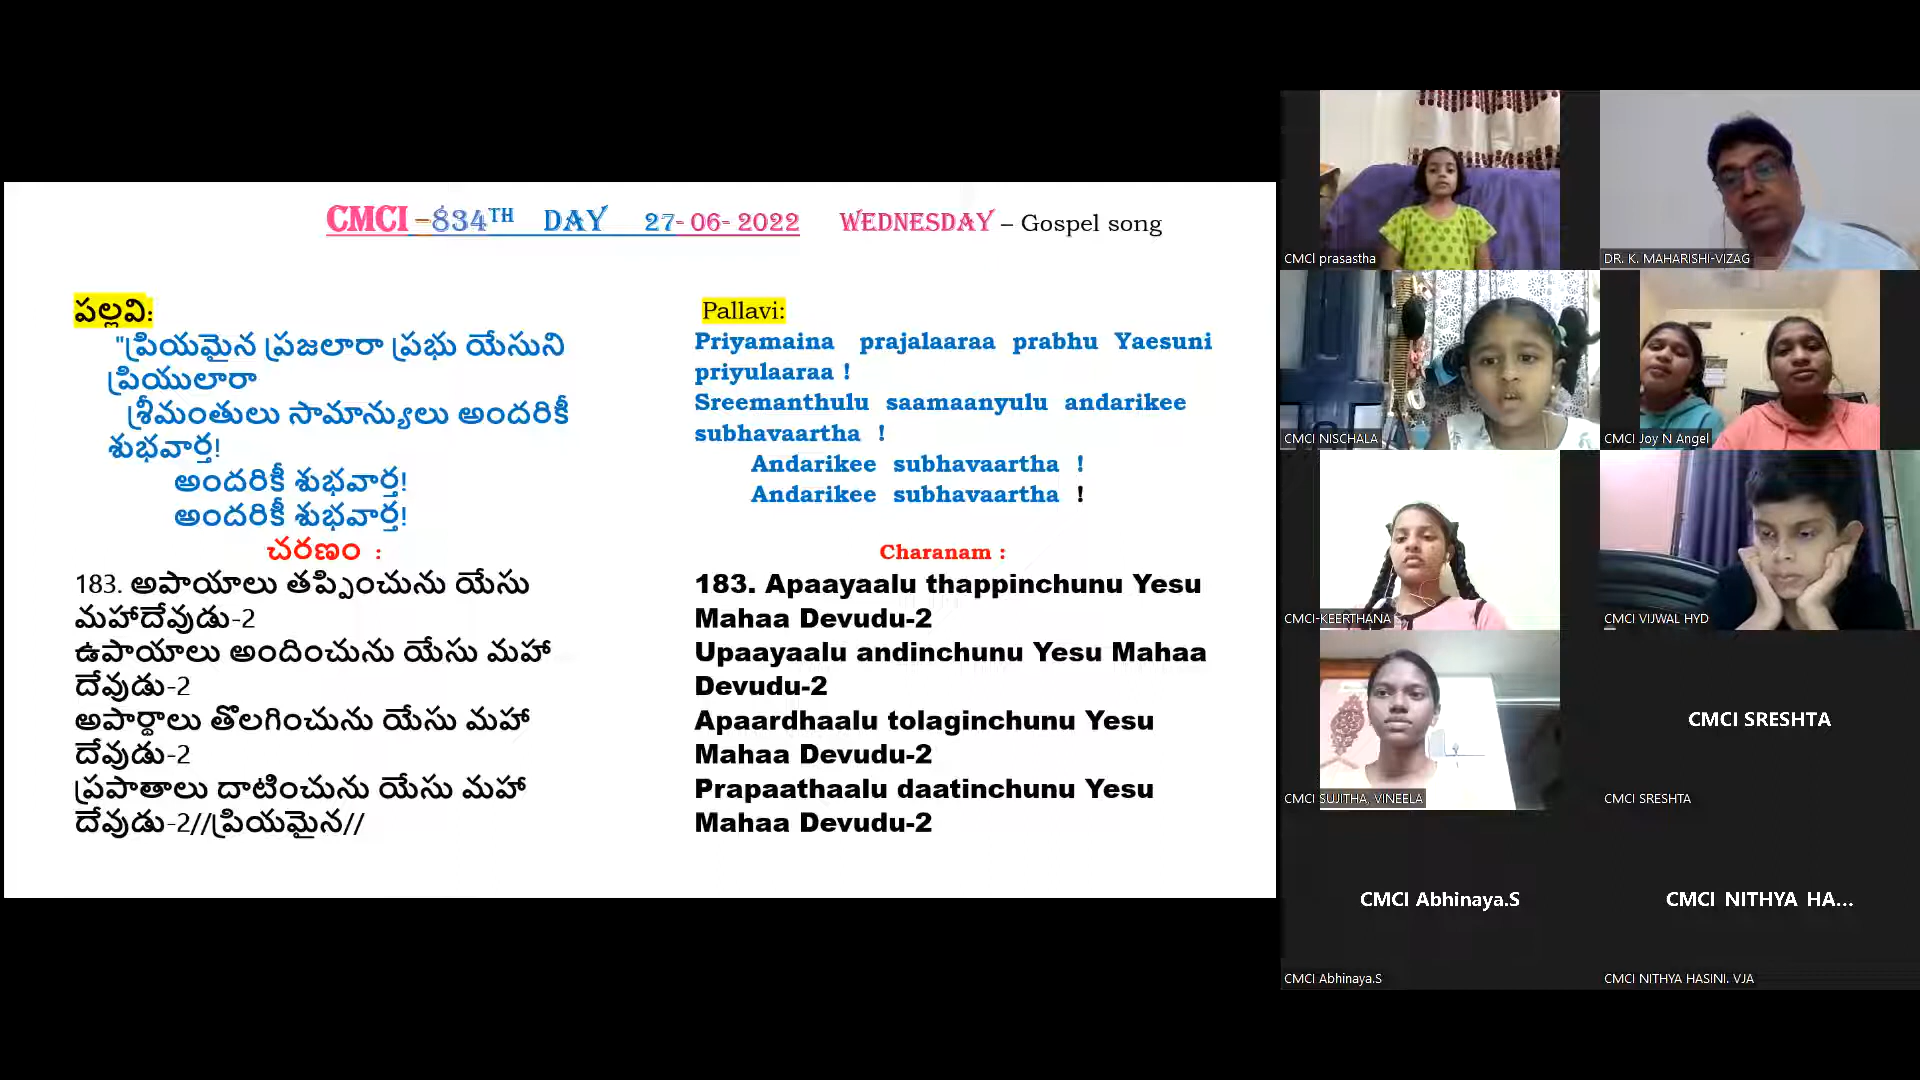 CMCI –834TH DAY 27- 06- 2022 WEDNESDAY – Gospel song
పల్లవి:
"ప్రియమైన ప్రజలారా ప్రభు యేసుని
ప్రియులారా
శ్రీమంతులు సామాన్యులు అందరికీ
శుభవార్త!
అందరికీ శుభవార్త!
అందరికీ శుభవార్త!
చరణం :
183. అపాయాలు తప్పించును యేసు
మహాదేవుడు-2
ఉపాయాలు అందించును యేసు మహా
దేవుడు-2
అపార్థాలు తొలగించును యేసు మహా
దేవుడు-2
ప్రపాతాలు దాటించును యేసు మహా
దేవుడు-2//ప్రియమైన//
Pallavi:
Priyamaina prajalaaraa prabhu Yaesuni
priyulaaraa !
Sreemanthulu saamaanyulu andarikee
subhavaartha !
Andarikee subhavaartha !
Andarikee subhavaartha !
Charanam :
183. Apaayaalu thappinchunu Yesu
Mahaa Devudu-2
Upaayaalu andinchunu Yesu Mahaa
Devudu-2
Apaardhaalu tolaginchunu Yesu
Mahaa Devudu-2
Prapaathaalu daatinchunu Yesu
Mahaa Devudu-2
CMCI prasastha
DR. K. MAHARISHI-VIZAG
CMCI NISCHALA
CMCI Joy N Angel
CMCI-KEERTHANA
CMCI VIJWAL HYD
CMCI SUJITHA, VINEELA
CMCI SRESHTA
CMCI SRESHTA
CMCI Abhinaya.S
CMCI NITHYA HA...
CMCI Abhinaya.S
CMCI NITHYA HASINI. VJA